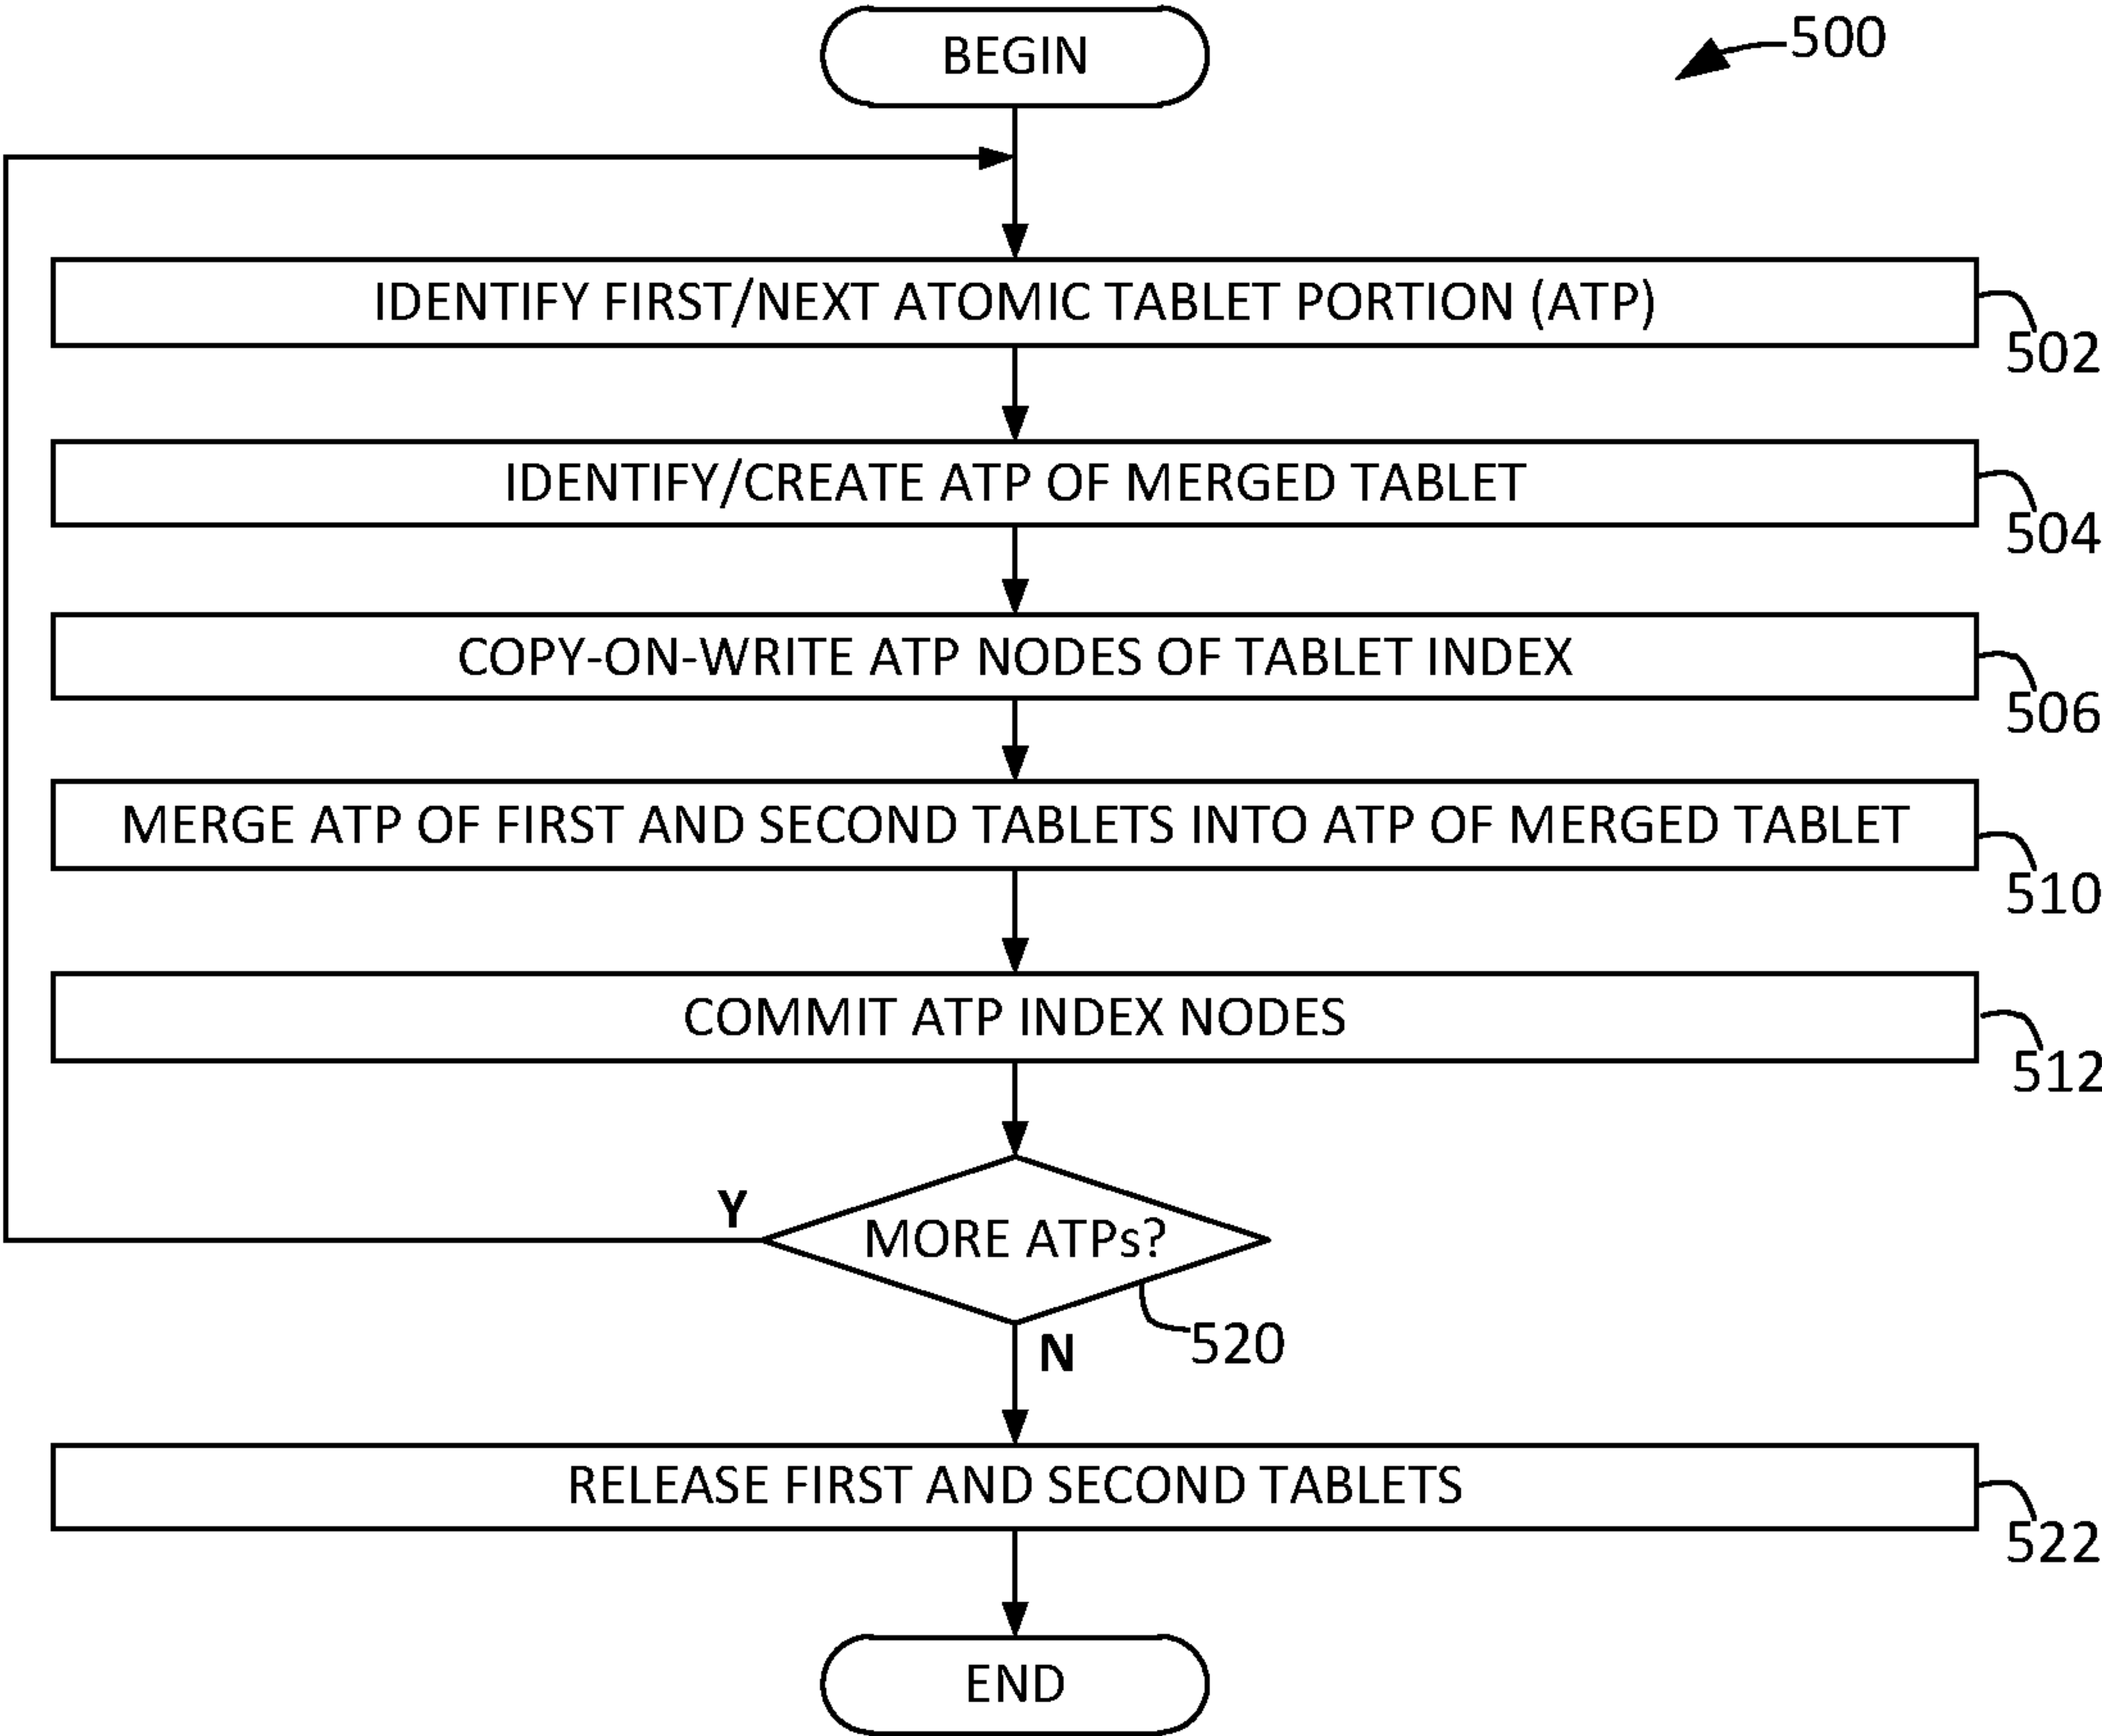 BEGIN
500
IDENTIFY FIRST/NEXT ATOMIC TABLET PORTION (ATP)
502
IDENTIFY/CREATE ATP OF MERGED TABLET
504
COPY-ON-WRITE ATP NODES OF TABLET INDEX
506
MERGE ATP OF FIRST AND SECOND TABLETS INTO ATP OF MERGED TABLET
510
COMMIT ATP INDEX NODES
512
Y
MORE ATPs?
520
N
RELEASE FIRST AND SECOND TABLETS
522
END